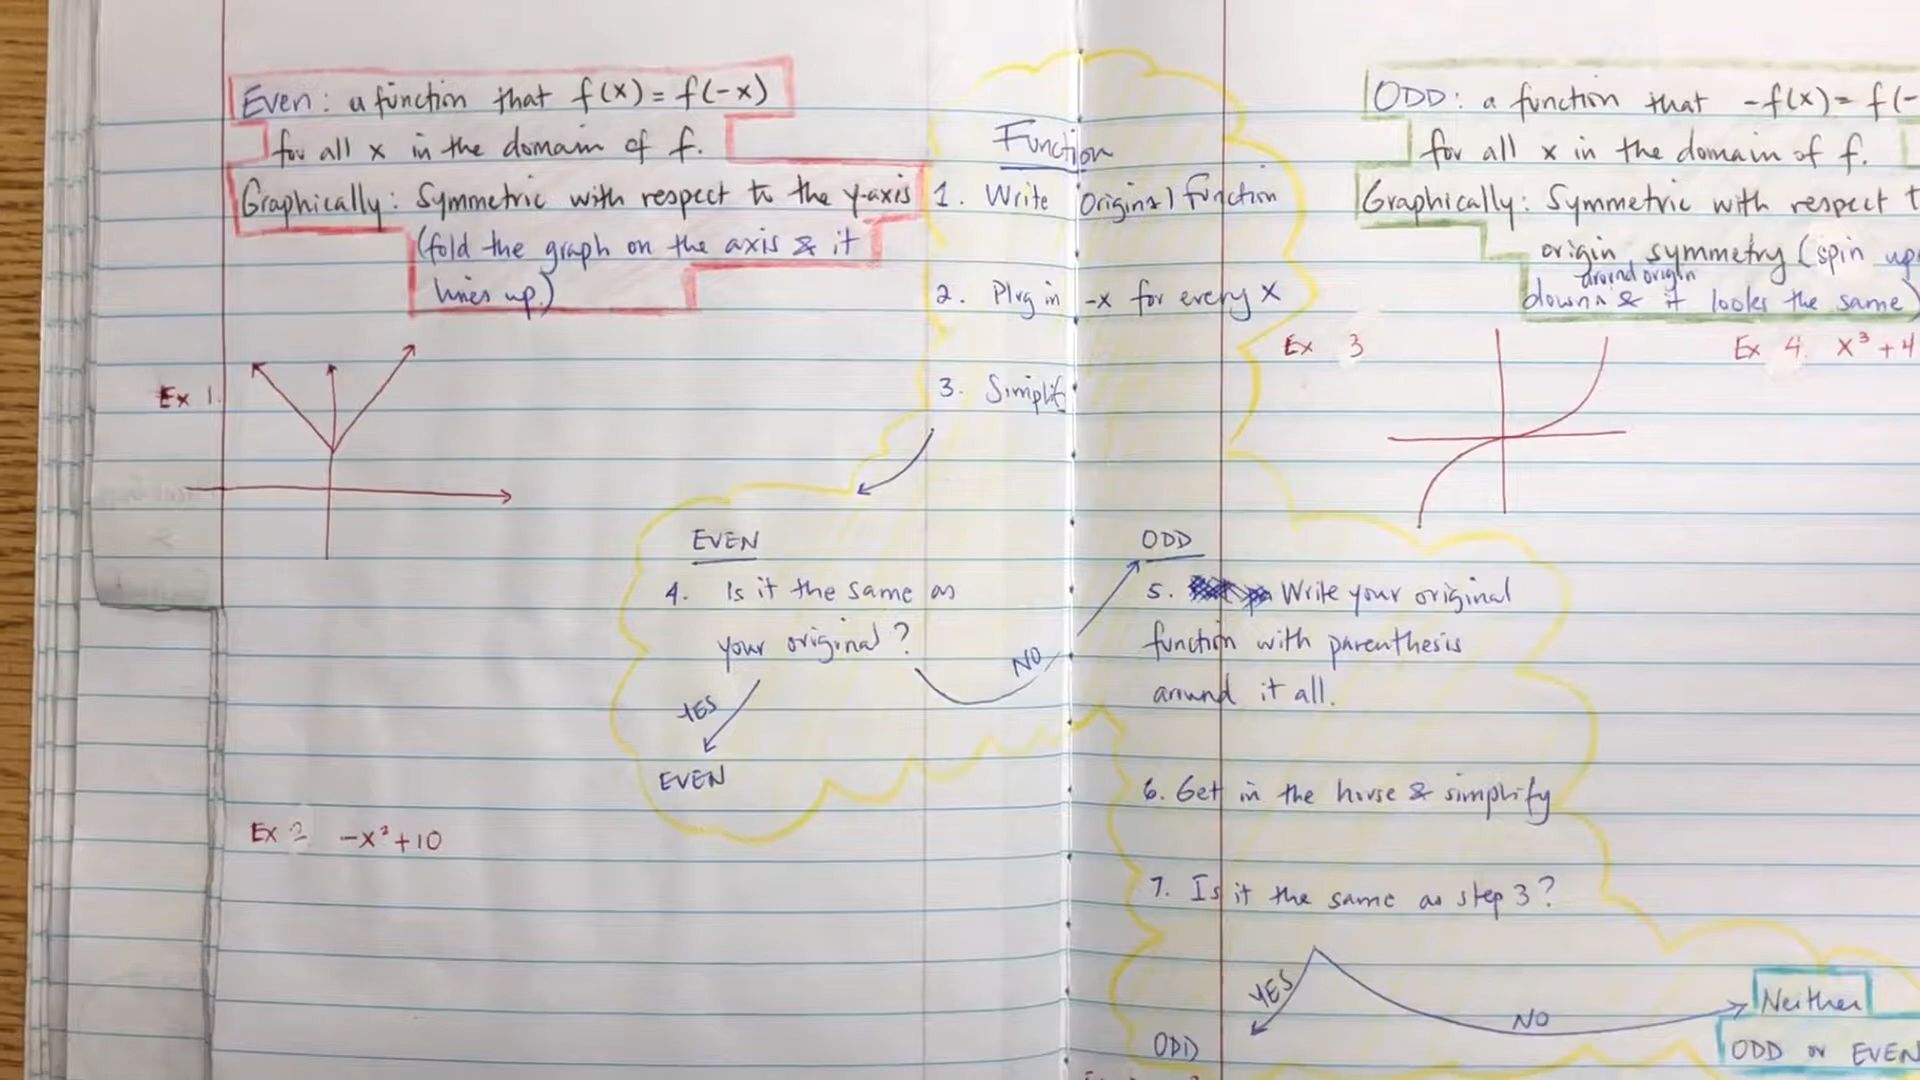 Even: a function that f(x) = f(-x)
for all x in the domain of f.
Graphically: Symmetric with respect to the y-axis
(fold the graph on the axis & it
lines up.)
Ex 1.
Ex 2 -x²+10
Function
1. Write Original function
2. Plug in -x for every x
3. Simplify
EVEN
4. Is it the same as
your original?
YES
NO
EVEN
ODD
5. Write your original
function with parenthesis
around it all.
6. Get in the horse & simplify
7. Is it the same as step 3?
YES
NO
ODD
Neither
ODD or EVEN
ODD: a function that -f(x) = f(-
for all x in the domain of f.
Graphically: Symmetric with respect t
origin symmetry (spin up
around origin
down & it looks the same)
Ex 3
Ex 4. x³+4